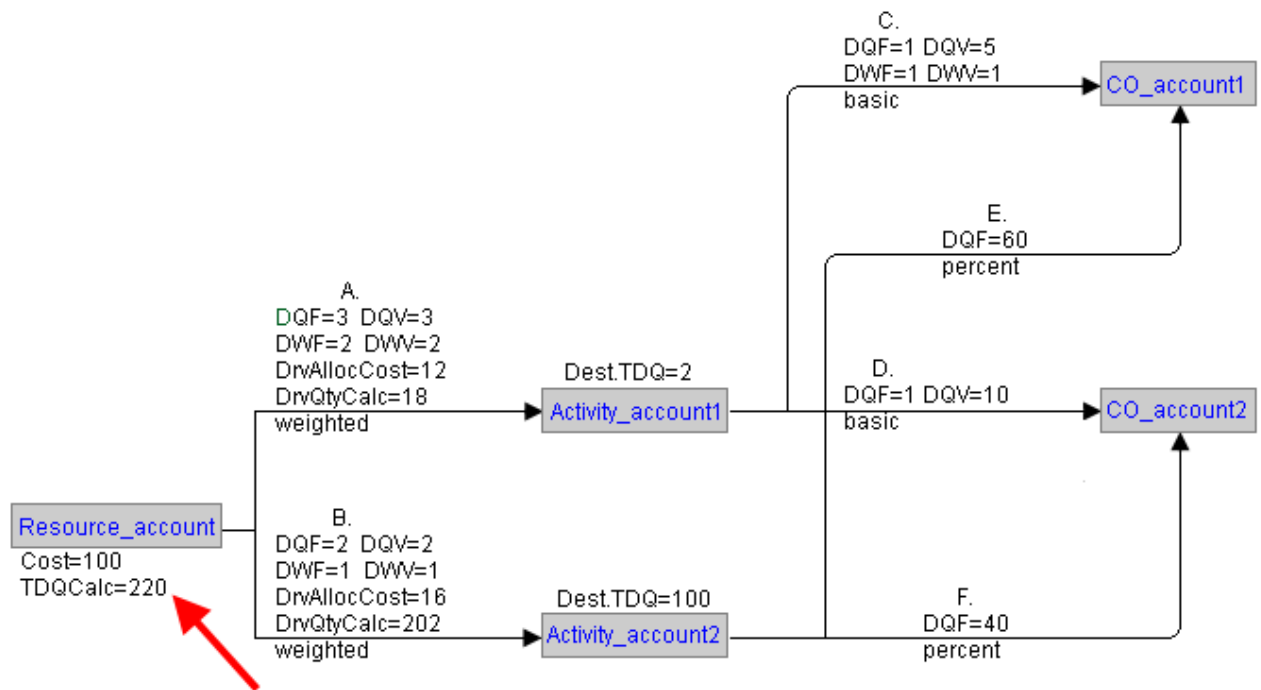 C.
DQF=1 DQV=5
DWF=1 DWV=1
basic
CO_account1
E.
DQF=60
percent
A.
DQF=3 DQV=3
DWF=2 DWV=2
DrvAllocCost=12
DrvQtyCalc=18
weighted
Dest.TDQ=2
Activity_account1
D.
DQF=1 DQV=10
basic
CO_account2
Resource_account
Cost=100
TDQCalc=220
B.
DQF=2 DQV=2
DWF=1 DWV=1
DrvAllocCost=16
DrvQtyCalc=202
weighted
Dest.TDQ=100
Activity_account2
F.
DQF=40
percent